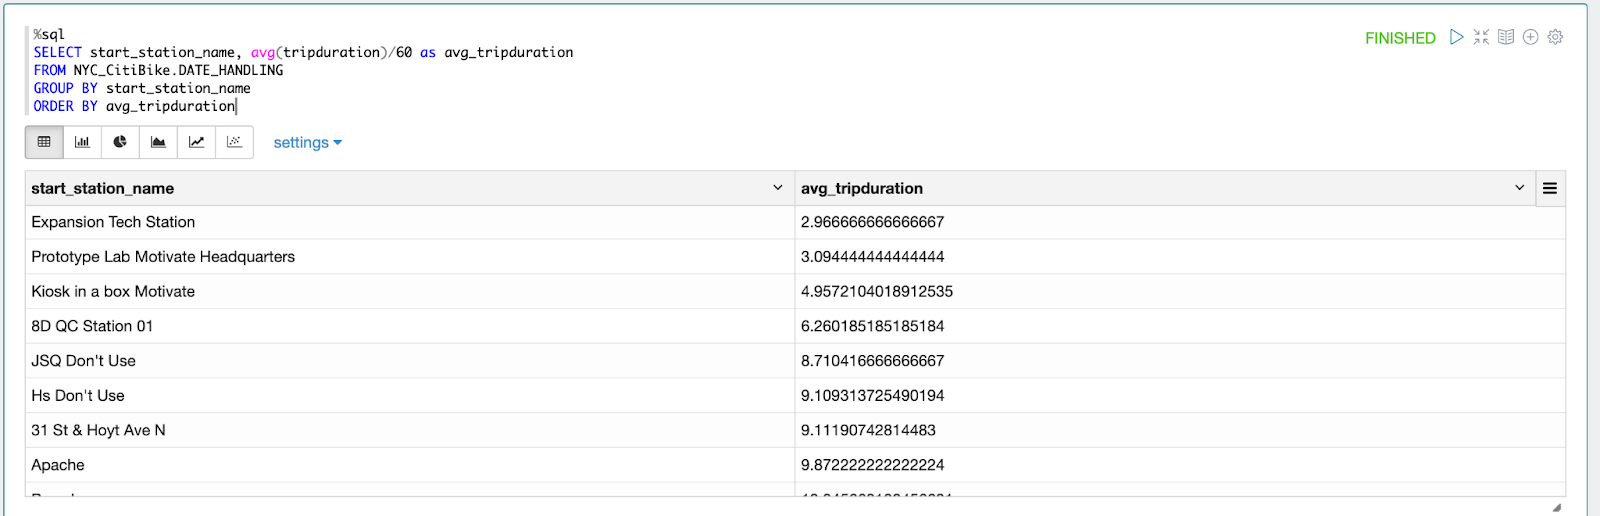 %sql
SELECT start_station_name, avg(tripduration)/60 as avg_tripduration
FROM NYC_CitiBike.DATE_HANDLING
GROUP BY start_station_name
ORDER BY avg_tripduration
FINISHED
settings
start_station_name avg_tripduration
Expansion Tech Station 2.966666666666667
Prototype Lab Motivate Headquarters 3.094444444444444
Kiosk in a box Motivate 4.9572104018912535
8D QC Station 01 6.260185185185184
JSQ Don't Use 8.710416666666667
Hs Don't Use 9.109313725490194
31 St & Hoyt Ave N 9.11190742814483
Apache 9.872222222222224